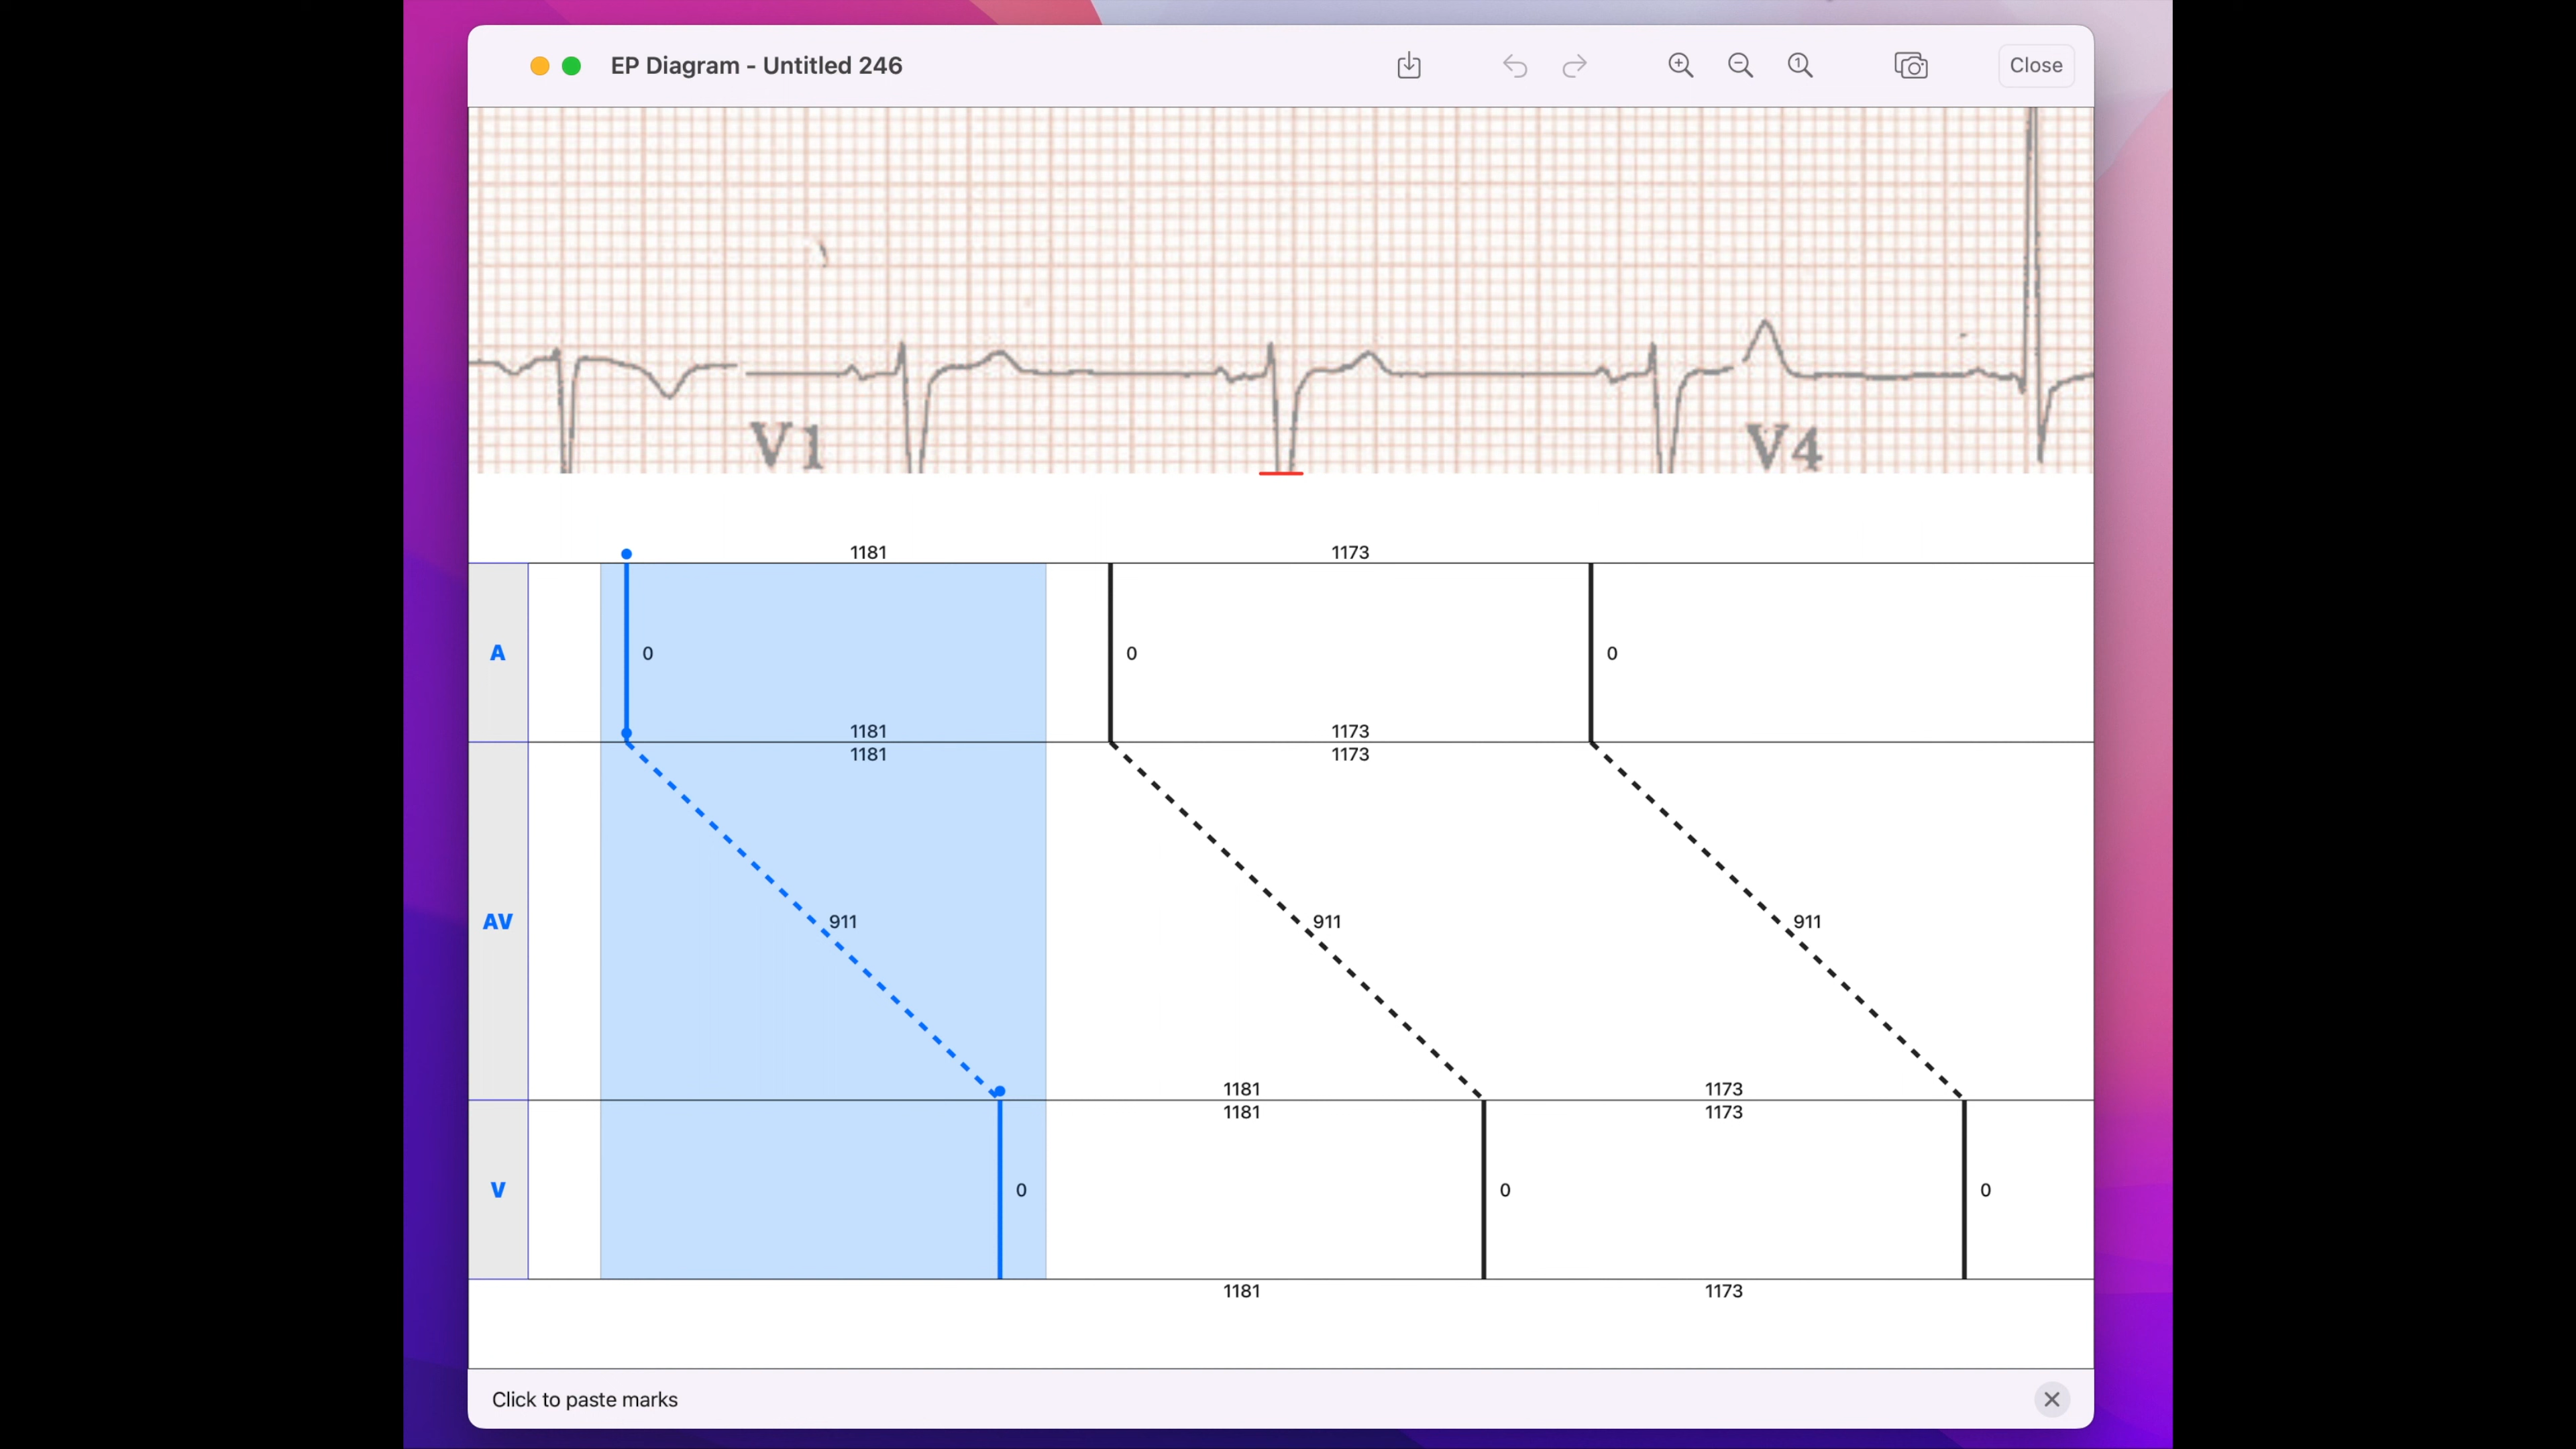 EP Diagram - Untitled 246
Close
V1
V4
1181 1173
A 0 0 0
1181 1173
1181 1173
AV 911 911 911
1181 1173
1181 1173
V 0 0 0
1181 1173
Click to paste marks